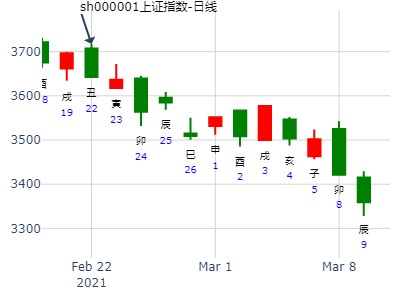 sh000001上证指数-日线
3700
3600
3500
3400
3300
酉
8
戌
19
丑
22
寅
23
卯
24
辰
25
巳
26
申
1
酉
2
戌
3
亥
4
子
5
卯
8
辰
9
Feb 22
2021
Mar 1
Mar 8